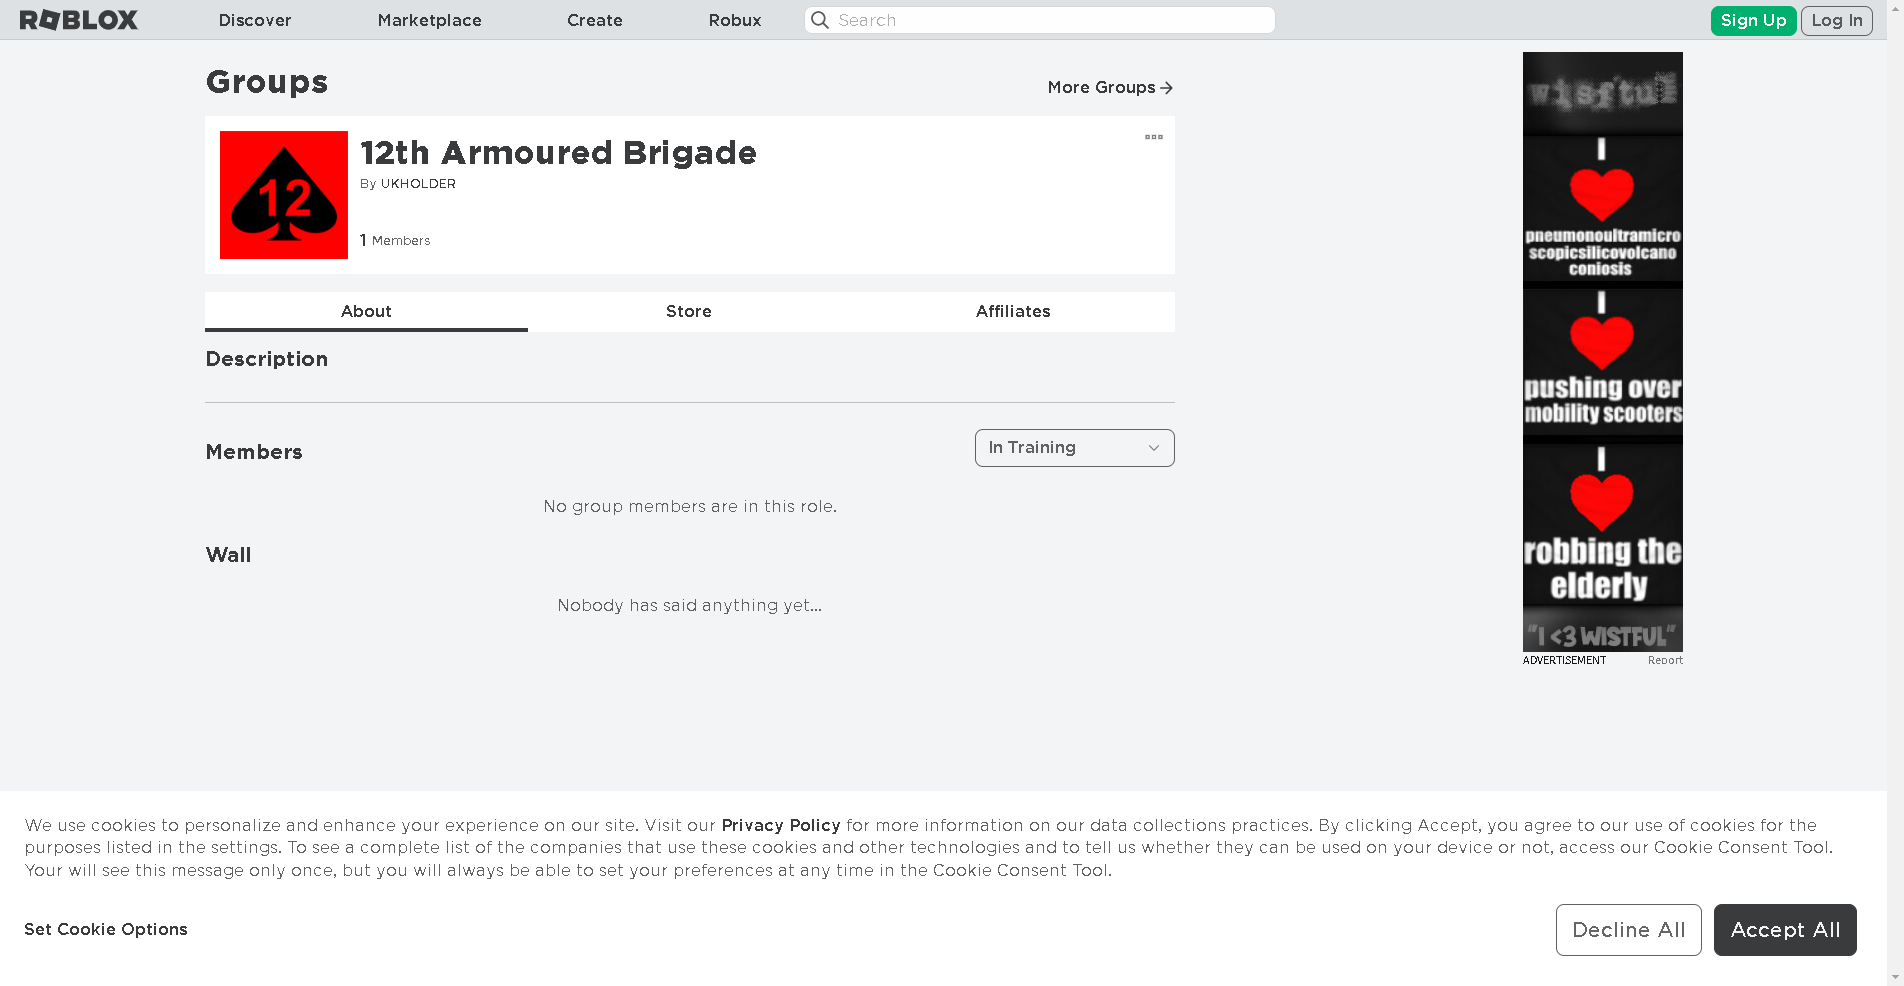 ROBLOX
Discover
Marketplace
Create
Robux
Search
Sign Up
Log In
Groups
More Groups
12
12th Armoured Brigade
By UKHOLDER
1 Members
About
Store
Affiliates
Description
Members
In Training
No group members are in this role.
Wall
Nobody has said anything yet...
wistful
I
pneumonoultramicro
scopicsilicovolcano
coniosis
I
pushing over
mobility scooters
I
robbing the
elderly
"I <3 WISTFUL"
ADVERTISEMENT
Report
We use cookies to personalize and enhance your experience on our site. Visit our Privacy Policy for more information on our data collections practices. By clicking Accept, you agree to our use of cookies for the
purposes listed in the settings. To see a complete list of the companies that use these cookies and other technologies and to tell us whether they can be used on your device or not, access our Cookie Consent Tool.
Your will see this message only once, but you will always be able to set your preferences at any time in the Cookie Consent Tool.
Set Cookie Options
Decline All
Accept All